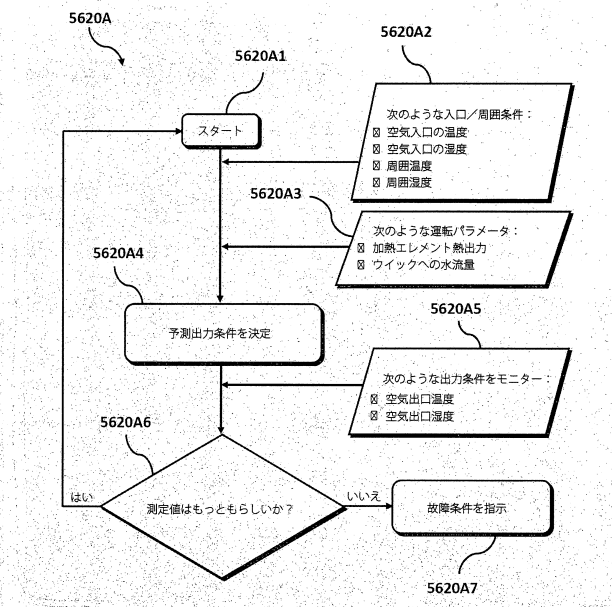 5620A
5620A1
スタート
5620A2
次のような入口／周囲条件：
空気入口の温度
空気入口の湿度
周囲温度
周囲湿度
5620A3
次のような運転パラメータ：
加熱エレメント熱出力
ウイックへの水流量
5620A4
予測出力条件を決定
5620A5
次のような出力条件をモニター：
空気出口温度
空気出口湿度
5620A6
測定値はもっともらしいか？
はい
いいえ
故障条件を指示
5620A7